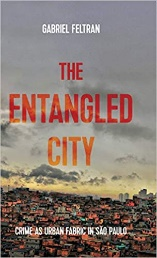 GABRIEL FELTRAN
THE
ENTANGLED
CITY
CRIME AS URBAN FABRIC IN SÃO PAULO